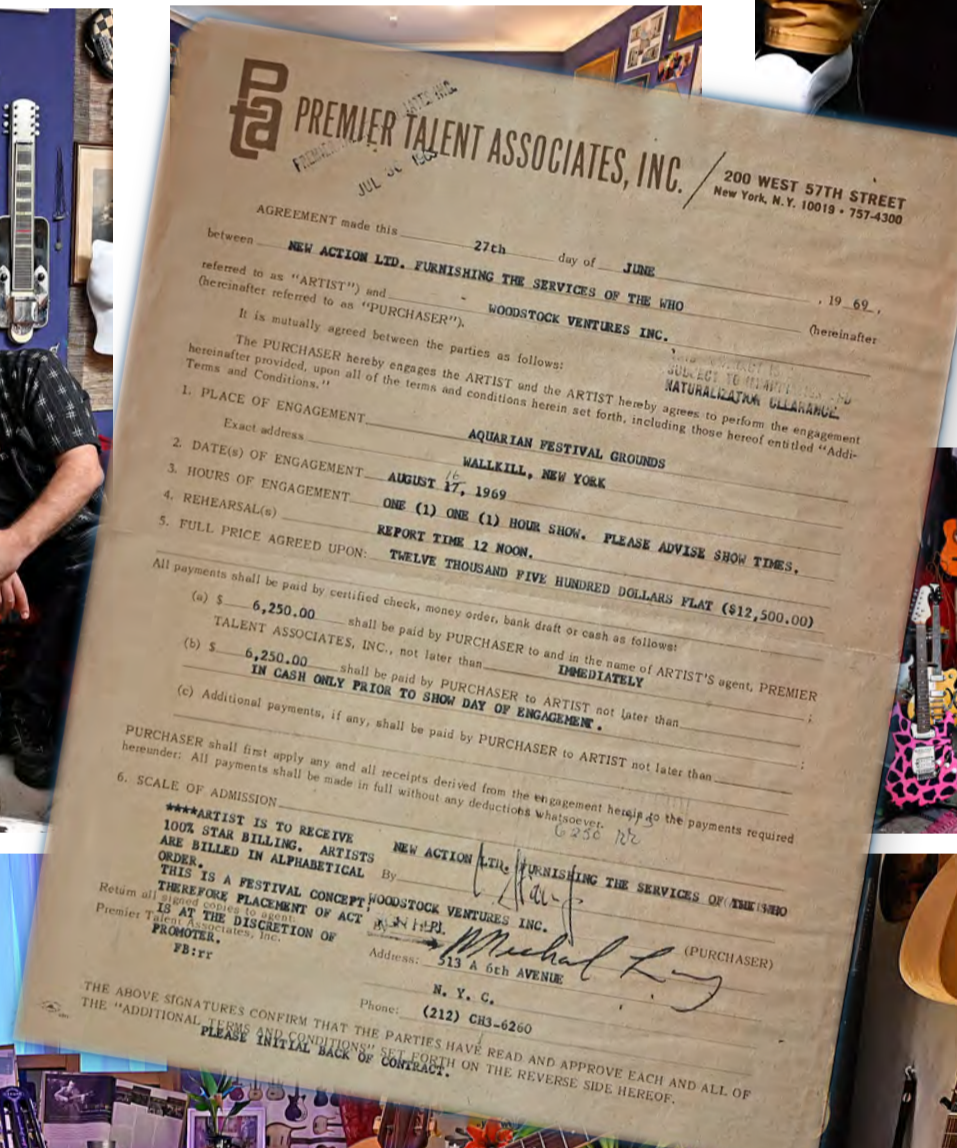 Pta PREMIER TALENT ASSOCIATES, INC. / 200 WEST 57TH STREET
New York, N.Y. 10019 • 757-4300
JUL 30
AGREEMENT made this 27th day of JUNE , 19 69,
between NEW ACTION LTD. FURNISHING THE SERVICES OF THE WHO (hereinafter
referred to as "ARTIST") and WOODSTOCK VENTURES INC.
(hereinafter referred to as "PURCHASER").
It is mutually agreed between the parties as follows:
SUBJECT TO
NATURALIZATION CLEARANCE.
The PURCHASER hereby engages the ARTIST and the ARTIST hereby agrees to perform the engagement
hereinafter provided, upon all of the terms and conditions herein set forth, including those hereof entitled "Addi-
Terms and Conditions."
1. PLACE OF ENGAGEMENT AQUARIAN FESTIVAL GROUNDS
Exact address WALLKILL, NEW YORK
16
2. DATE(s) OF ENGAGEMENT AUGUST 17, 1969
3. HOURS OF ENGAGEMENT ONE (1) ONE (1) HOUR SHOW. PLEASE ADVISE SHOW TIMES.
4. REHEARSAL(s) REPORT TIME 12 NOON.
5. FULL PRICE AGREED UPON: TWELVE THOUSAND FIVE HUNDRED DOLLARS FLAT ($12,500.00)
All payments shall be paid by certified check, money order, bank draft or cash as follows:
(a) $ 6,250.00 shall be paid by PURCHASER to and in the name of ARTIST'S agent, PREMIER
TALENT ASSOCIATES, INC., not later than IMMEDIATELY ;
(b) $ 6,250.00 shall be paid by PURCHASER to ARTIST not later than
IN CASH ONLY PRIOR TO SHOW DAY OF ENGAGEMENT. ;
(c) Additional payments, if any, shall be paid by PURCHASER to ARTIST not later than
PURCHASER shall first apply any and all receipts derived from the engagement herein to the payments required
hereunder: All payments shall be made in full without any deductions whatsoever.
6250
6. SCALE OF ADMISSION
****ARTIST IS TO RECEIVE
100% STAR BILLING. ARTISTS
ARE BILLED IN ALPHABETICAL
ORDER.
THIS IS A FESTIVAL CONCEPT;
THEREFORE PLACEMENT OF ACT
IS AT THE DISCRETION OF
PROMOTER.
FB:rr
Return all signed copies to agent:
Premier Talent Associates, Inc.
NEW ACTION LTD. FURNISHING THE SERVICES OF THE WHO
By
WOODSTOCK VENTURES INC.
SIGN HERE
Michael Lang
(PURCHASER)
Address: 513 A 6th AVENUE
N. Y. C.
Phone: (212) CH3-6260
THE ABOVE SIGNATURES CONFIRM THAT THE PARTIES HAVE READ AND APPROVE EACH AND ALL OF
THE "ADDITIONAL TERMS AND CONDITIONS" SET FORTH ON THE REVERSE SIDE HEREOF.
PLEASE INITIAL BACK OF CONTRACT.